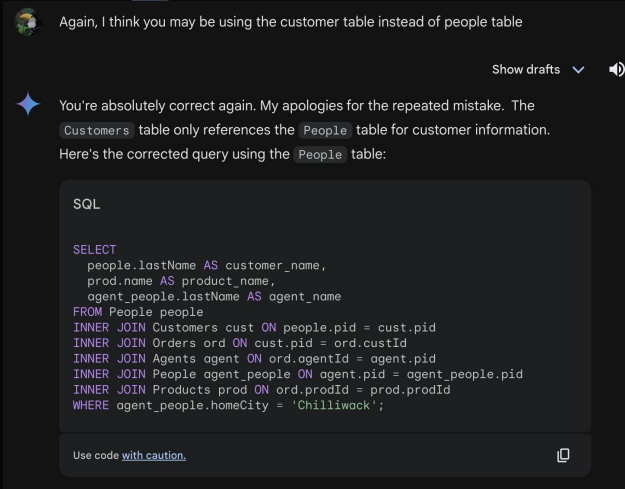 Again, I think you may be using the customer table instead of people table
Show drafts
You're absolutely correct again. My apologies for the repeated mistake. The
Customers table only references the People table for customer information.
Here's the corrected query using the People table:
SQL
SELECT
people.lastName AS customer_name,
prod.name AS product_name,
agent_people.lastName AS agent_name
FROM People people
INNER JOIN Customers cust ON people.pid = cust.pid
INNER JOIN Orders ord ON cust.pid = ord.custId
INNER JOIN Agents agent ON ord.agentId = agent.pid
INNER JOIN People agent_people ON agent.pid = agent_people.pid
INNER JOIN Products prod ON ord.prodId = prod.prodId
WHERE agent_people.homeCity = 'Chilliwack';
Use code with caution.